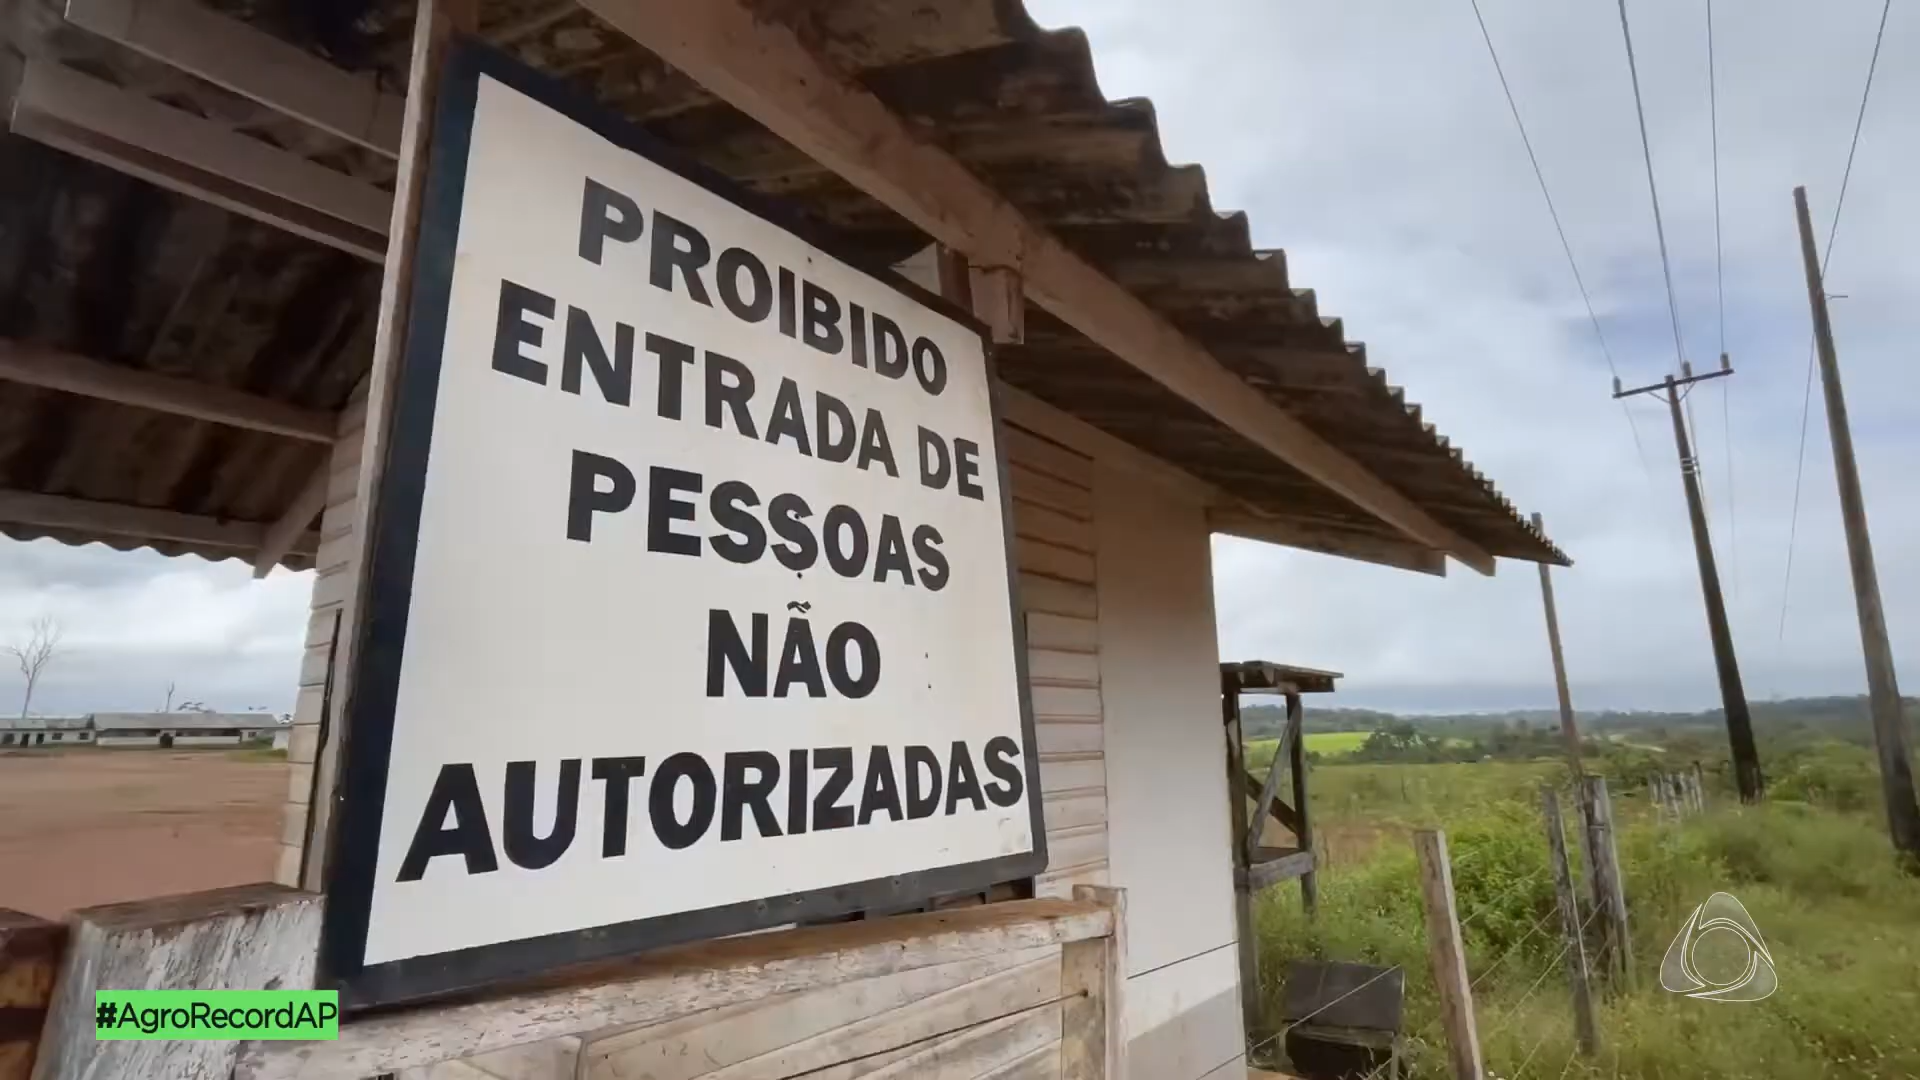 PROIBIDO
ENTRADA DE
PESSOAS
NÃO
AUTORIZADAS
#AgroRecordAP